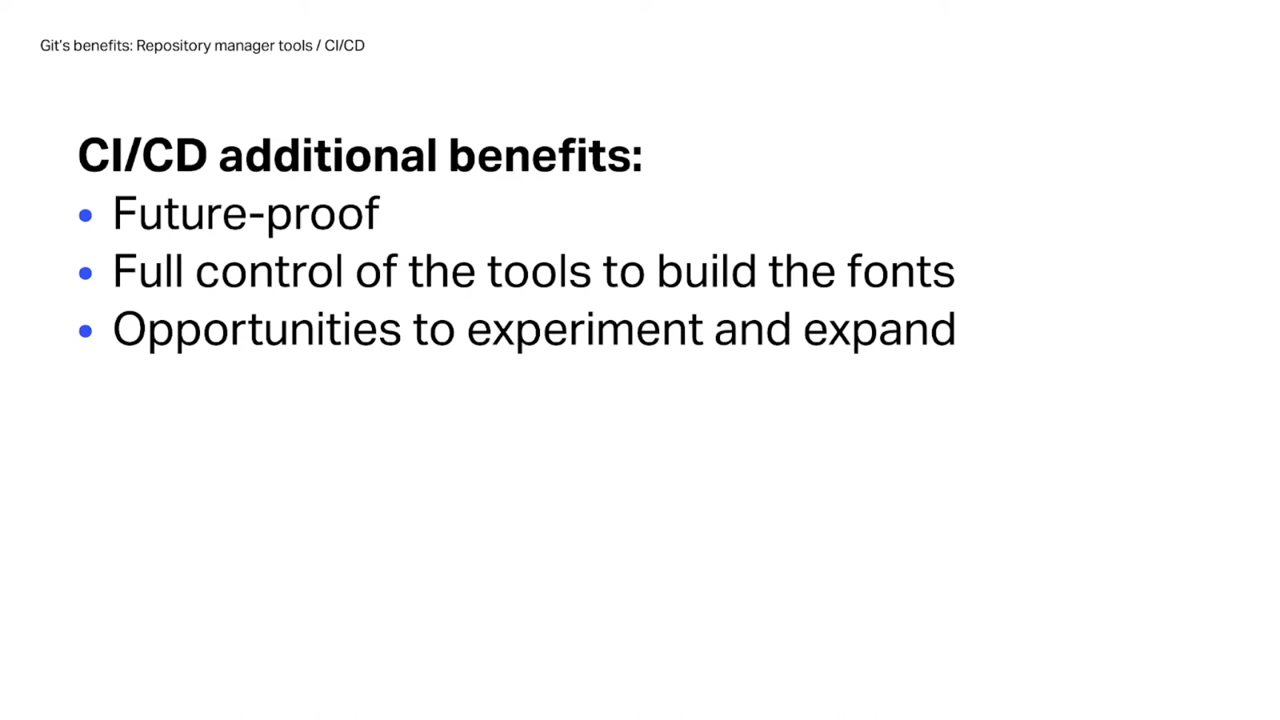 Git’s benefits: Repository manager tools / CI/CD
CI/CD additional benefits:
• Future-proof
• Full control of the tools to build the fonts
• Opportunities to experiment and expand